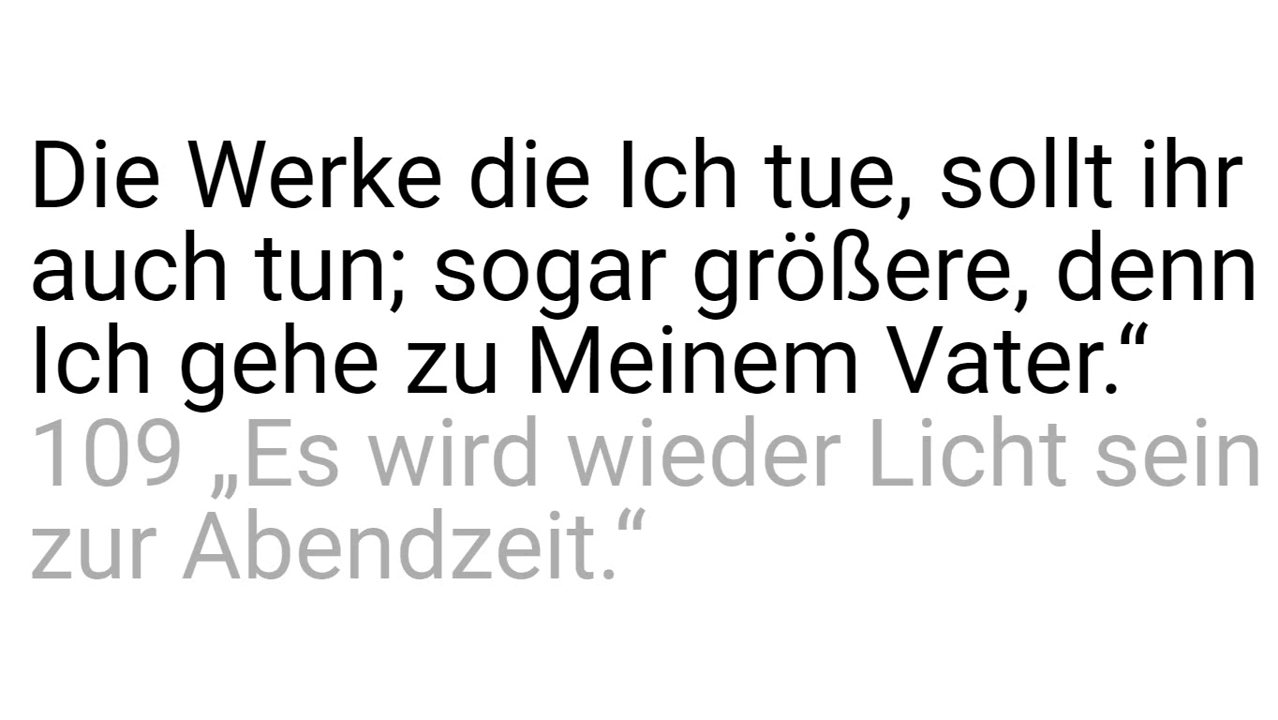 Die Werke die Ich tue, sollt ihr
auch tun; sogar größere, denn
Ich gehe zu Meinem Vater.“
109 „Es wird wieder Licht sein
zur Abendzeit.“